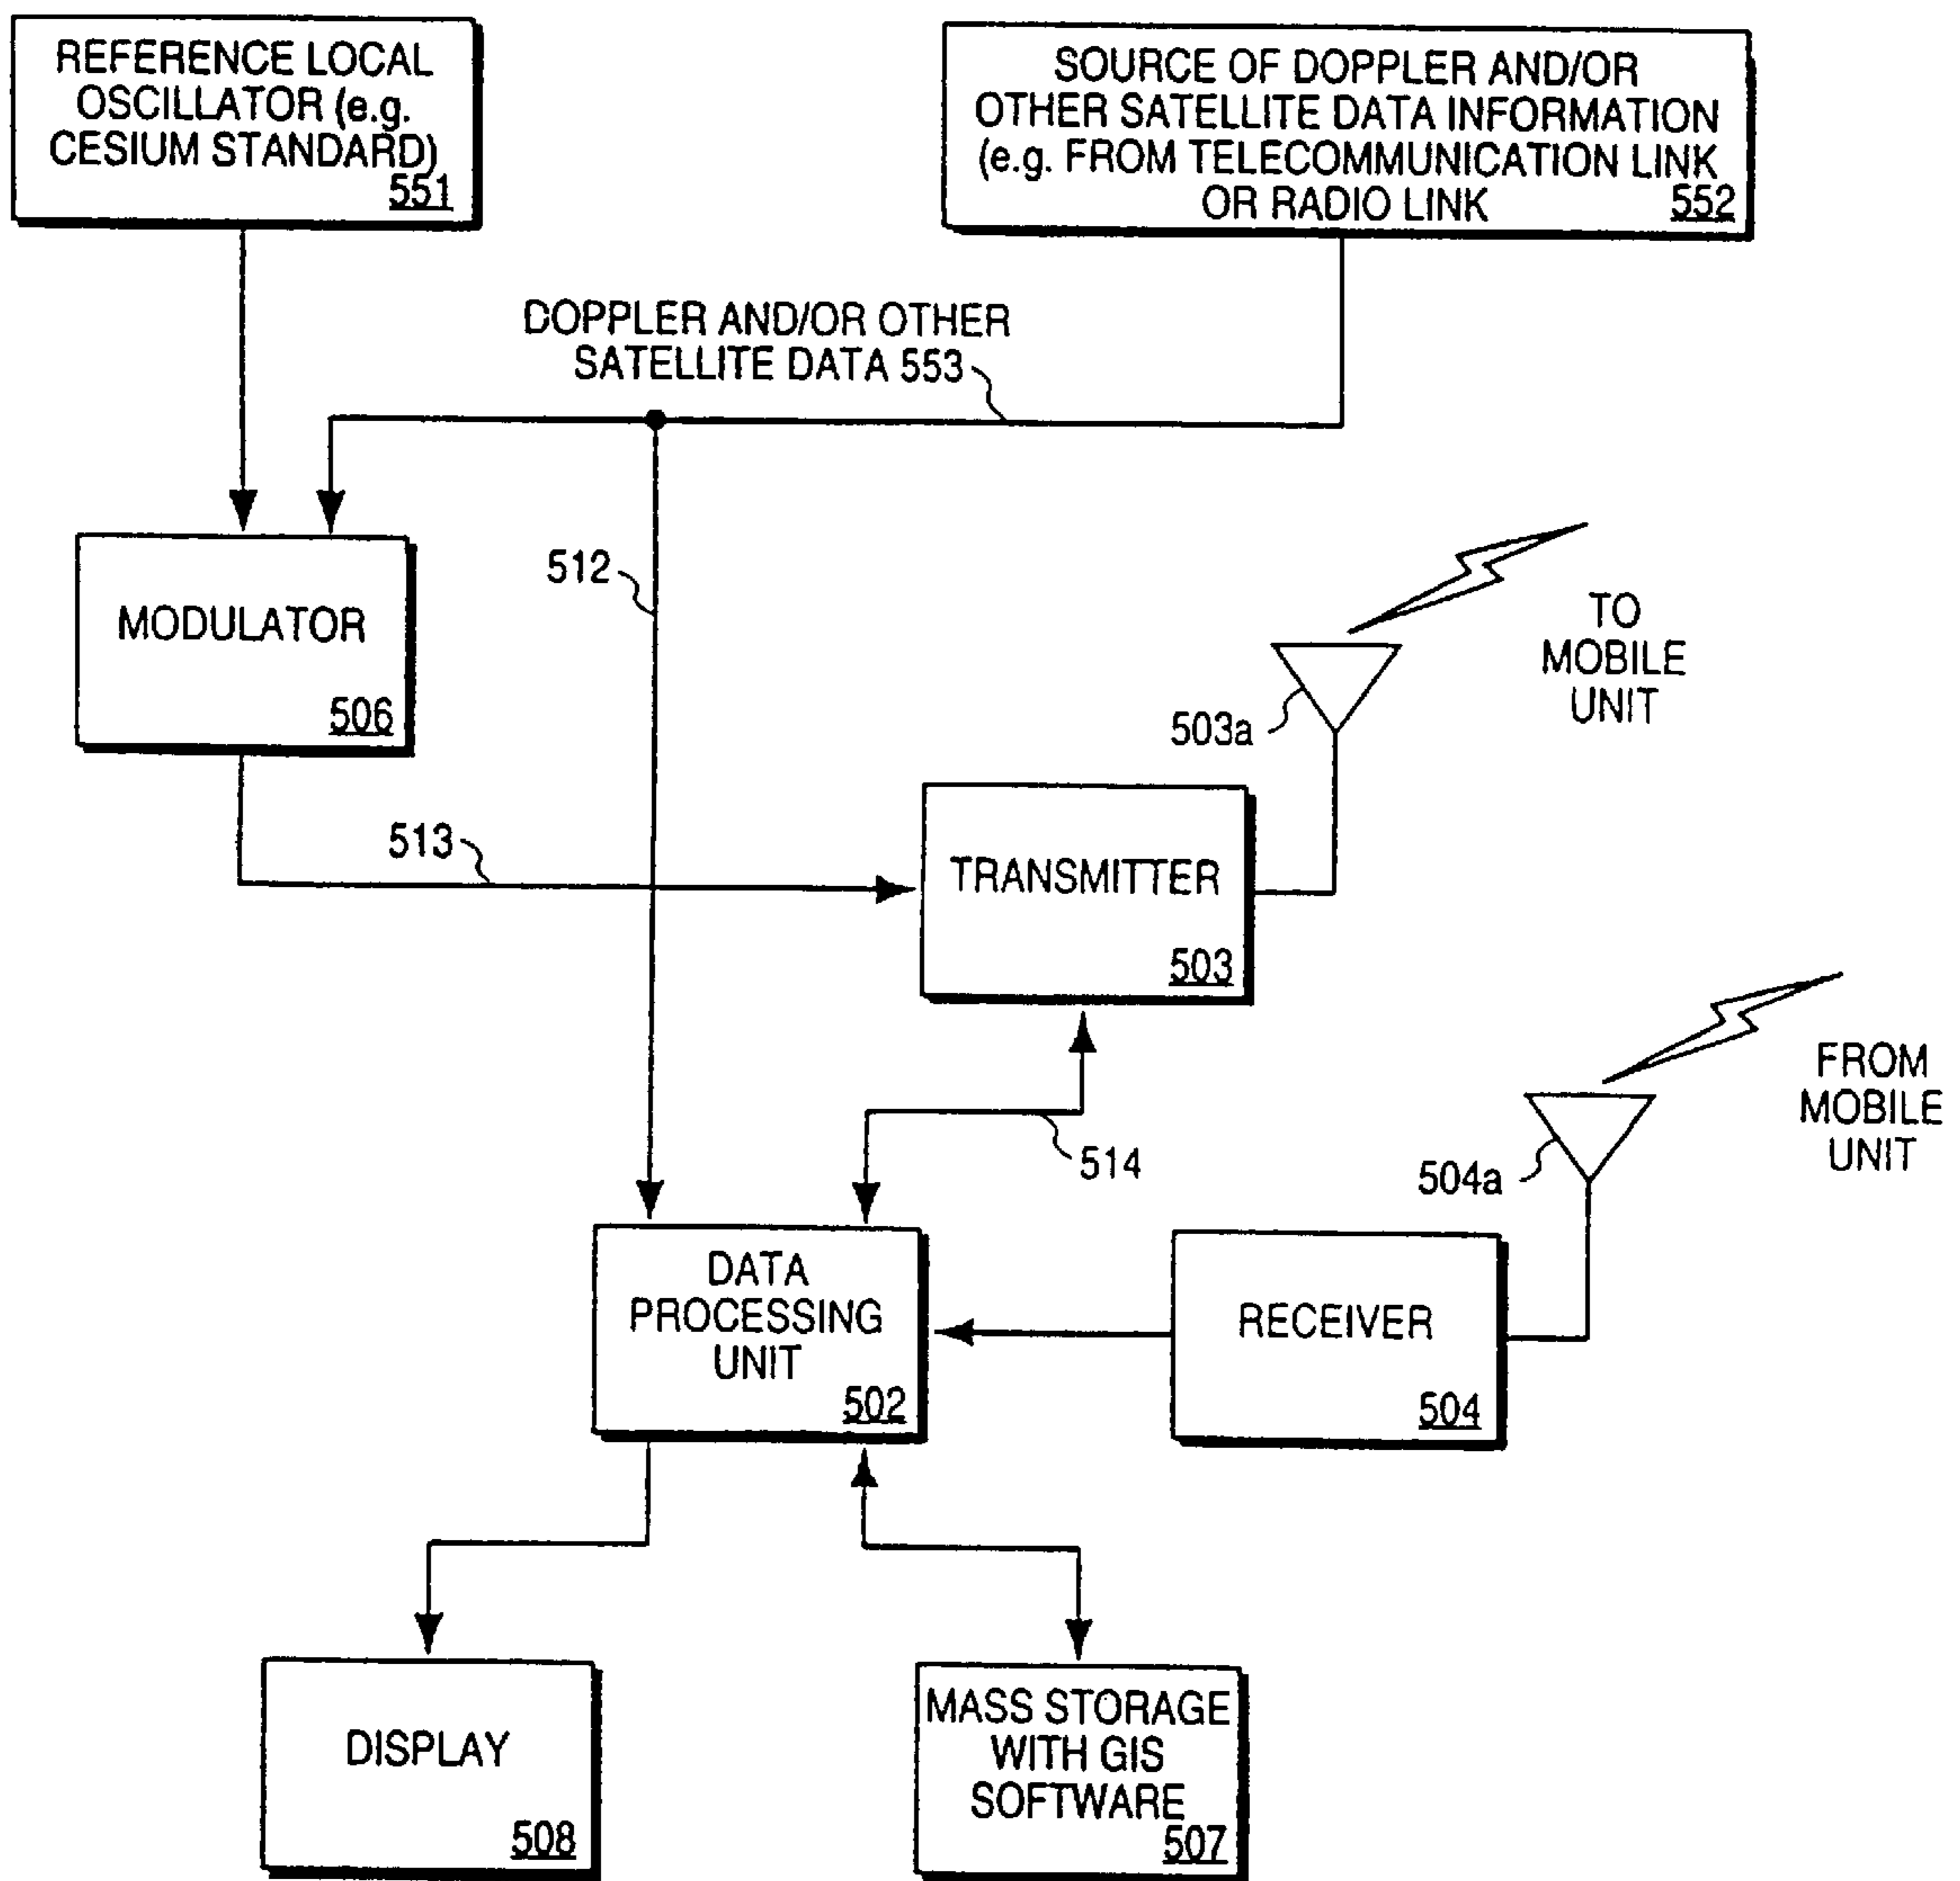 REFERENCE LOCAL
OSCILLATOR (e.g.
CESIUM STANDARD)
551
SOURCE OF DOPPLER AND/OR
OTHER SATELLITE DATA INFORMATION
(e.g. FROM TELECOMMUNICATION LINK
OR RADIO LINK
552
DOPPLER AND/OR OTHER
SATELLITE DATA 553
MODULATOR
506
512
TO
MOBILE
UNIT
503a
513
TRANSMITTER
503
FROM
MOBILE
UNIT
504a
514
DATA
PROCESSING
UNIT
502
RECEIVER
504
DISPLAY
508
MASS STORAGE
WITH GIS
SOFTWARE
507